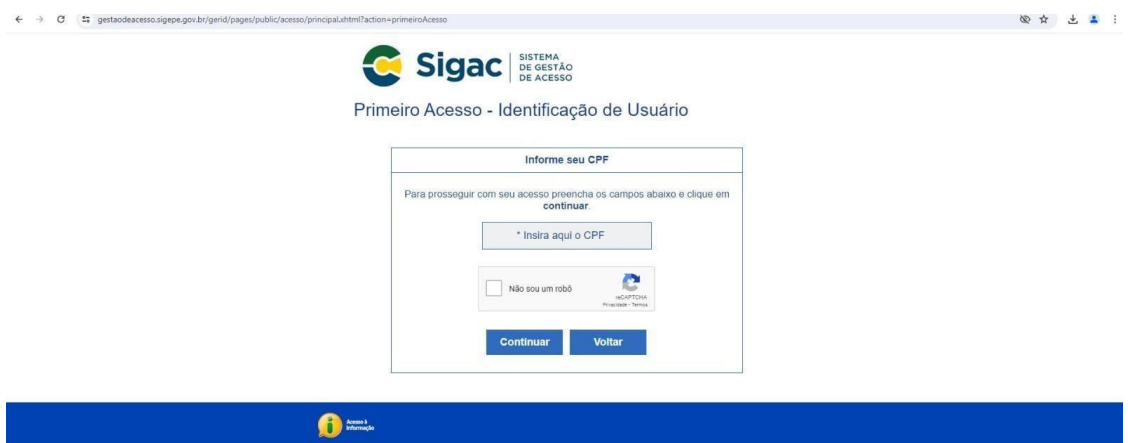 gestaodeacesso.sigepe.gov.br/gerid/pages/public/acesso/principal.xhtml?action=primeiroAcesso
Sigac
SISTEMA
DE GESTÃO
DE ACESSO
Primeiro Acesso - Identificação de Usuário
Informe seu CPF
Para prosseguir com seu acesso preencha os campos abaixo e clique em
continuar.
* Insira aqui o CPF
Não sou um robô
reCAPTCHA
Privacidade - Termos
Continuar
Voltar
Acesso à
Informação